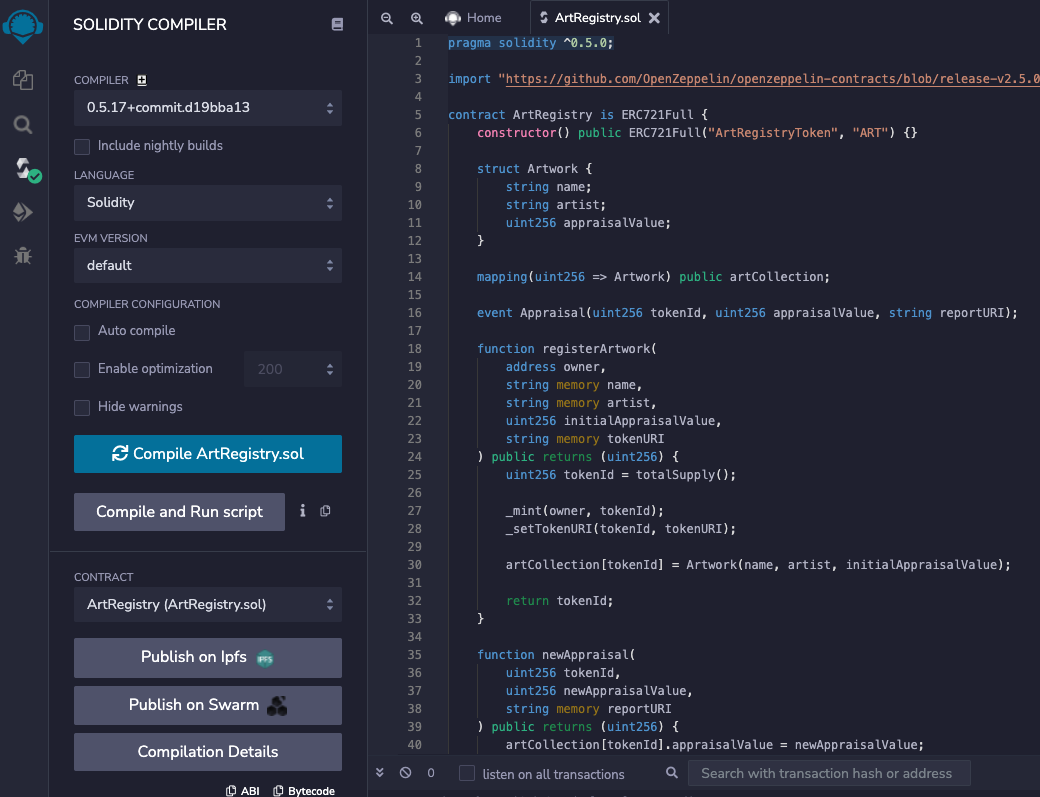 SOLIDITY COMPILER
COMPILER
0.5.17+commit.d19bba13
Include nightly builds
LANGUAGE
Solidity
EVM VERSION
default
COMPILER CONFIGURATION
Auto compile
Enable optimization
200
Hide warnings
Compile ArtRegistry.sol
Compile and Run script
CONTRACT
ArtRegistry (ArtRegistry.sol)
Publish on Ipfs
IPFS
Publish on Swarm
Compilation Details
ABI
Bytecode
Home
ArtRegistry.sol
1 pragma solidity ^0.5.0;
2
3 import "https://github.com/OpenZeppelin/openzeppelin-contracts/blob/release-v2.5.0
4
5 contract ArtRegistry is ERC721Full {
6 constructor() public ERC721Full("ArtRegistryToken", "ART") {}
7
8 struct Artwork {
9 string name;
10 string artist;
11 uint256 appraisalValue;
12 }
13
14 mapping(uint256 => Artwork) public artCollection;
15
16 event Appraisal(uint256 tokenId, uint256 appraisalValue, string reportURI);
17
18 function registerArtwork(
19 address owner,
20 string memory name,
21 string memory artist,
22 uint256 initialAppraisalValue,
23 string memory tokenURI
24 ) public returns (uint256) {
25 uint256 tokenId = totalSupply();
26
27 _mint(owner, tokenId);
28 _setTokenURI(tokenId, tokenURI);
29
30 artCollection[tokenId] = Artwork(name, artist, initialAppraisalValue);
31
32 return tokenId;
33 }
34
35 function newAppraisal(
36 uint256 tokenId,
37 uint256 newAppraisalValue,
38 string memory reportURI
39 ) public returns (uint256) {
40 artCollection[tokenId].appraisalValue = newAppraisalValue;
0
listen on all transactions
Search with transaction hash or address